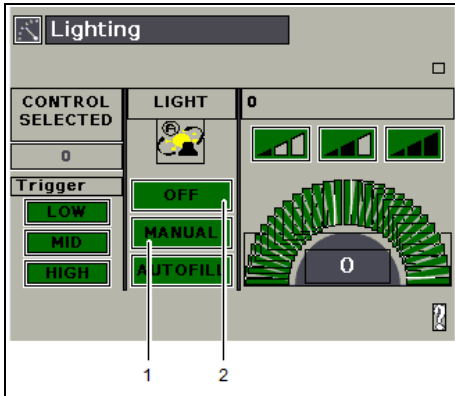 Lighting
CONTROL
SELECTED
0
Trigger
LOW
MID
HIGH
LIGHT
R
OFF
MANUAL
AUTOFILL
0
0
1
2